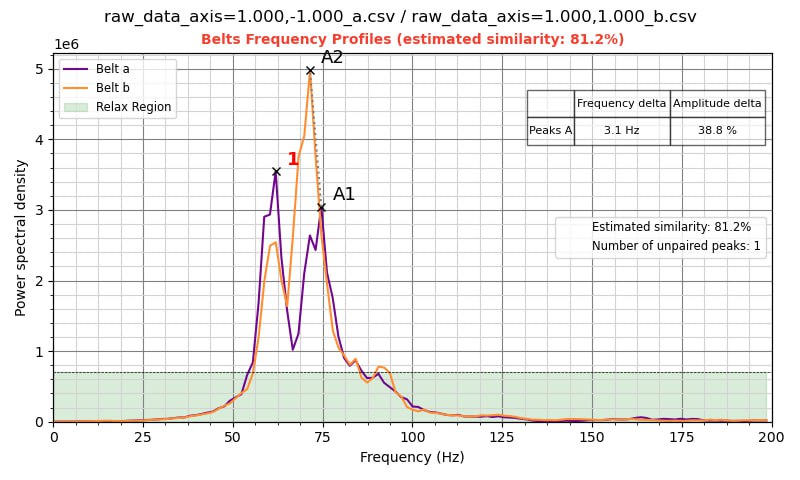 raw_data_axis=1.000,-1.000_a.csv / raw_data_axis=1.000,1.000_b.csv
Belts Frequency Profiles (estimated similarity: 81.2%)
1e6
A2
Belt a
Belt b
Relax Region
Frequency delta Amplitude delta
Peaks A 3.1 Hz 38.8 %
1
A1
Estimated similarity: 81.2%
Number of unpaired peaks: 1
Power spectral density
5
4
3
2
1
0
0 25 50 75 100 125 150 175 200
Frequency (Hz)